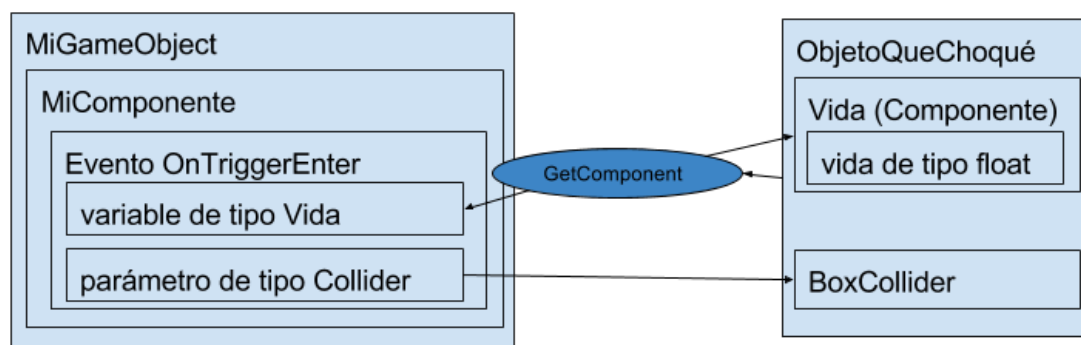 MiGameObject
MiComponente
Evento OnTriggerEnter
variable de tipo Vida
parámetro de tipo Collider
GetComponent
ObjetoQueChoqué
Vida (Componente)
vida de tipo float
BoxCollider